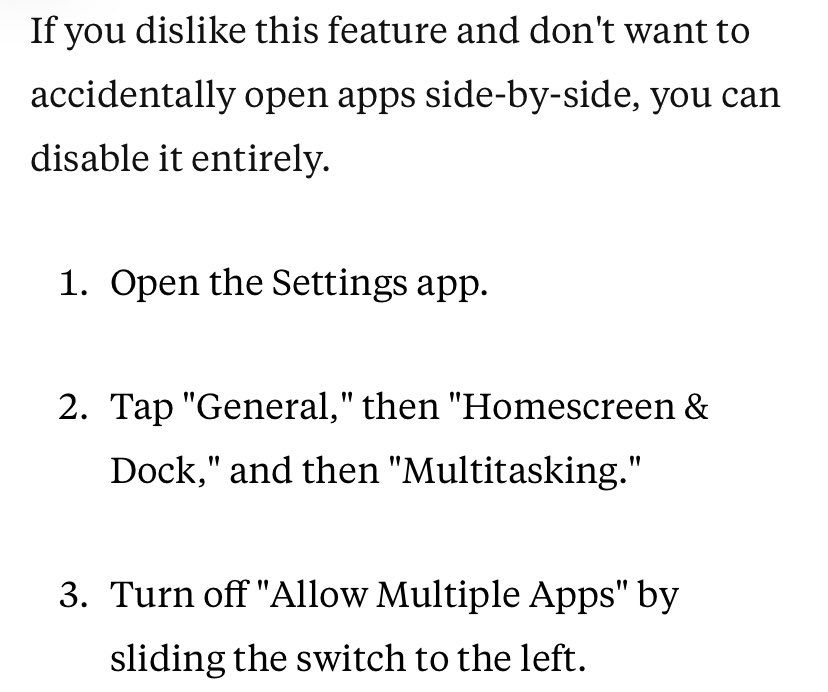 If you dislike this feature and don't want to
accidentally open apps side-by-side, you can
disable it entirely.
1. Open the Settings app.
2. Tap "General," then "Homescreen &
Dock," and then "Multitasking."
3. Turn off "Allow Multiple Apps" by
sliding the switch to the left.